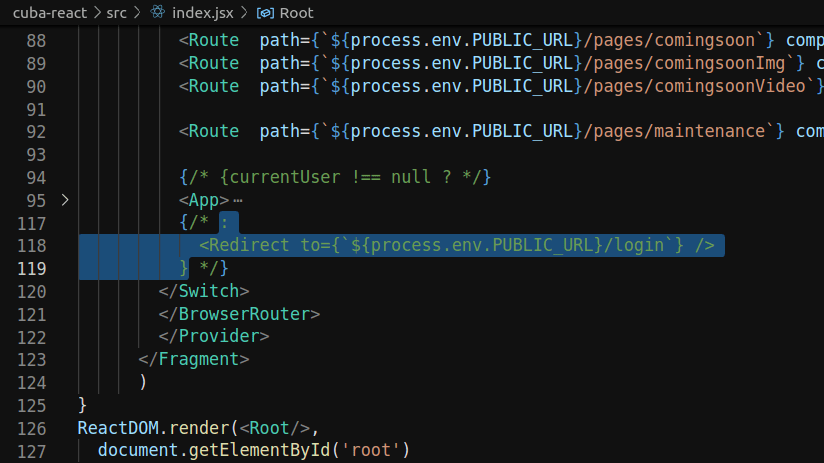 cuba-react > src > index.jsx > Root
88 <Route  path={`${process.env.PUBLIC_URL}/pages/comingsoon`} comp
89 <Route  path={`${process.env.PUBLIC_URL}/pages/comingsoonImg`} c
90 <Route  path={`${process.env.PUBLIC_URL}/pages/comingsoonVideo`}
91
92 <Route  path={`${process.env.PUBLIC_URL}/pages/maintenance`} com
93
94 {/* {currentUser !== null ? */}
95 > <App>…
117 {/* :
118 <Redirect to={`${process.env.PUBLIC_URL}/login`} />
119 } */}
120 </Switch>
121 </BrowserRouter>
122 </Provider>
123 </Fragment>
124 )
125 }
126 ReactDOM.render(<Root/>,
127 document.getElementById('root')